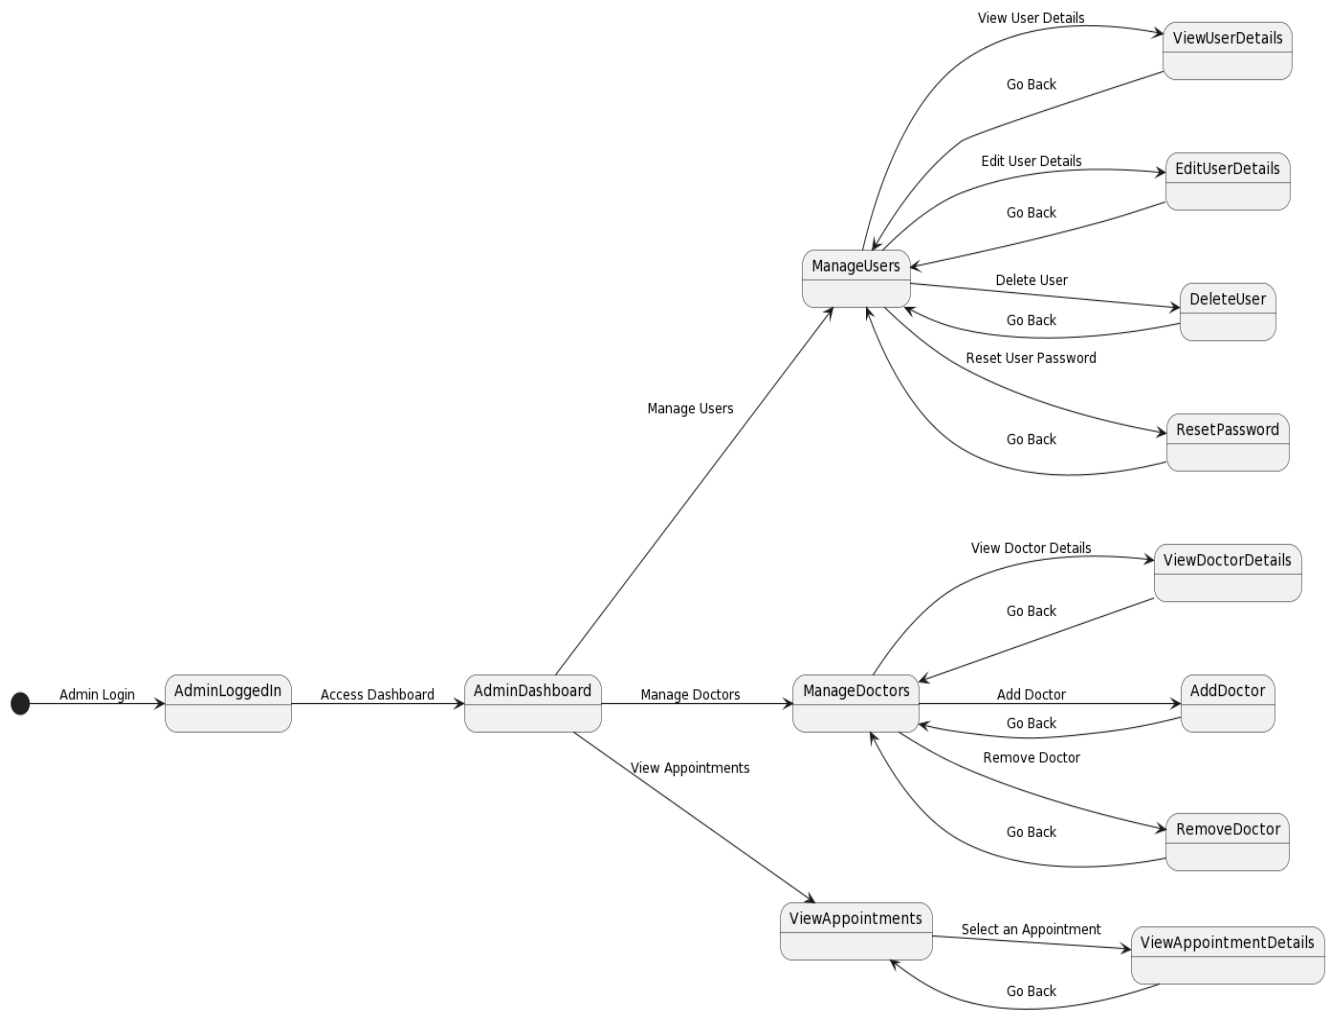 View User Details
ViewUserDetails
Go Back
Edit User Details
EditUserDetails
Go Back
ManageUsers
Delete User
DeleteUser
Go Back
Reset User Password
Manage Users
ResetPassword
Go Back
View Doctor Details
ViewDoctorDetails
Go Back
Admin Login
AdminLoggedIn
Access Dashboard
AdminDashboard
Manage Doctors
ManageDoctors
Add Doctor
AddDoctor
Go Back
Remove Doctor
View Appointments
RemoveDoctor
Go Back
ViewAppointments
Select an Appointment
ViewAppointmentDetails
Go Back